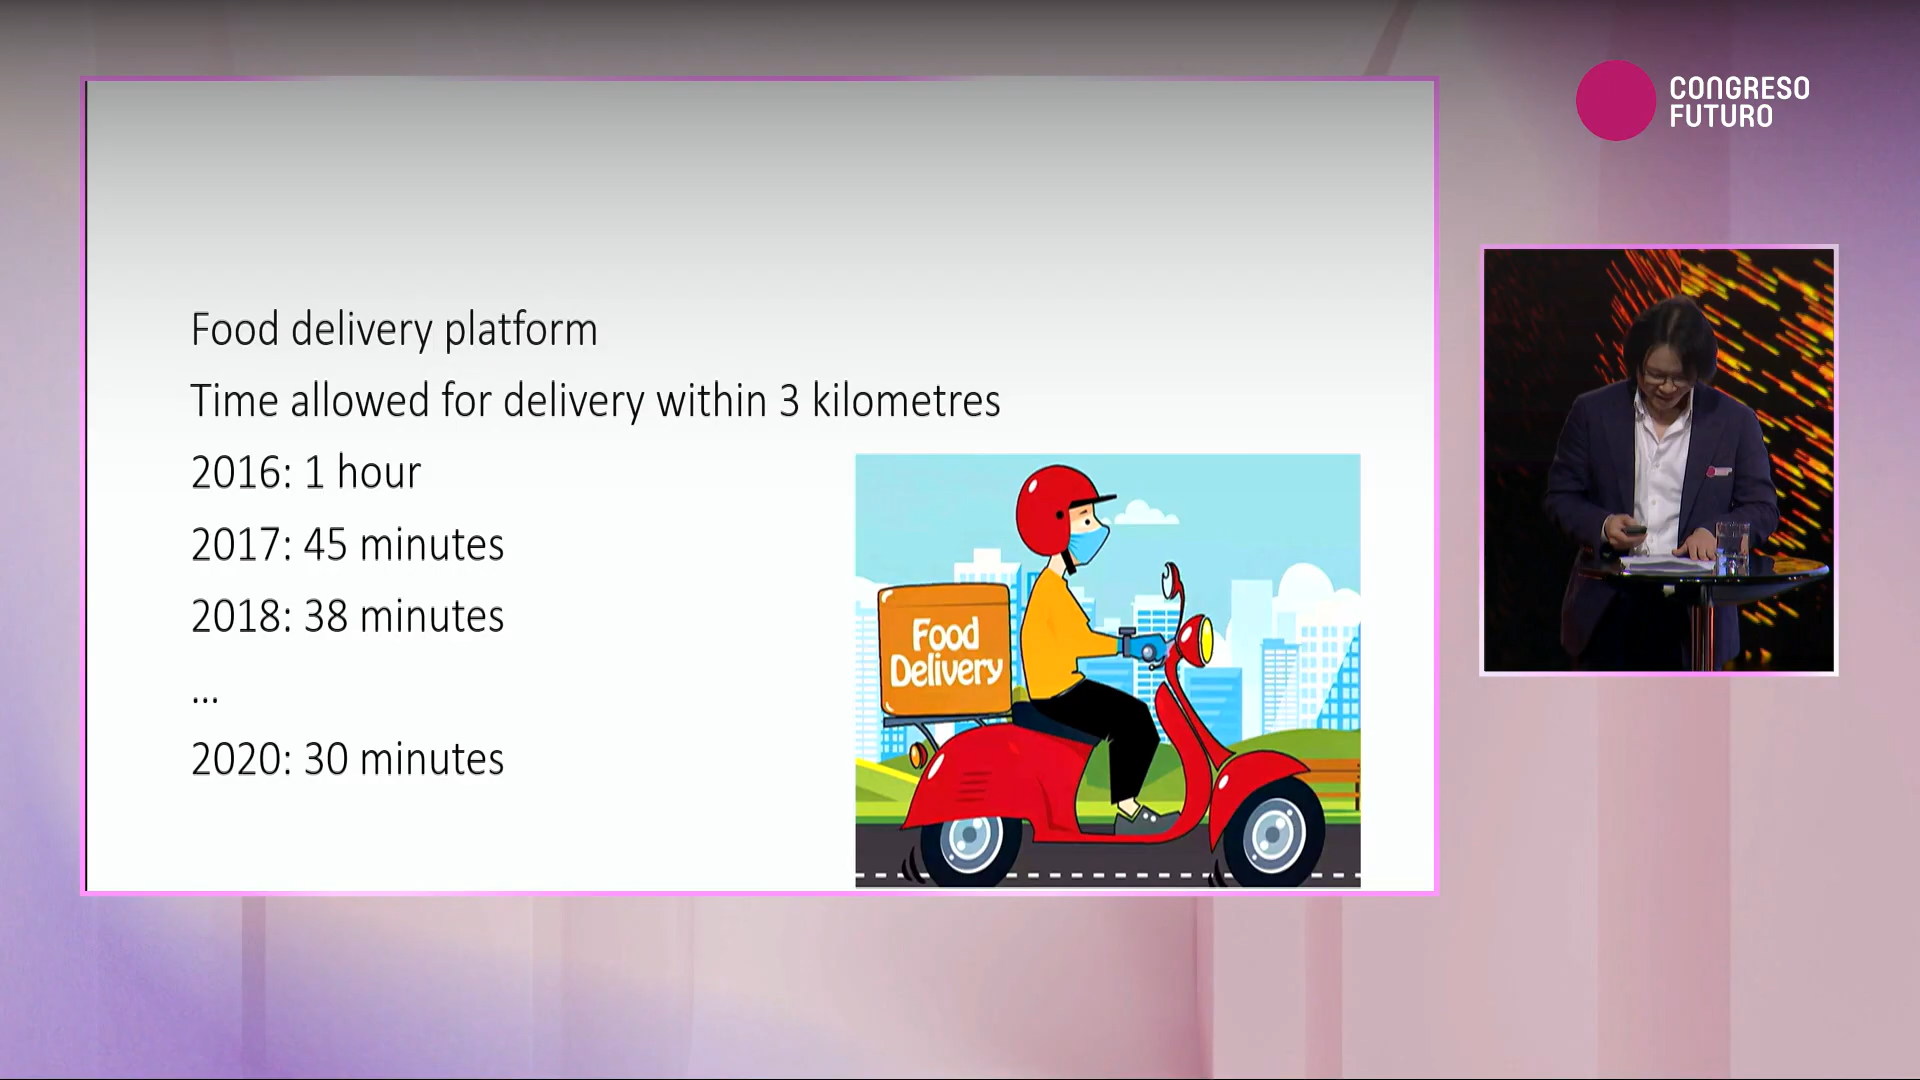 CONGRESO
FUTURO
Food delivery platform
Time allowed for delivery within 3 kilometres
2016: 1 hour
2017: 45 minutes
2018: 38 minutes
...
2020: 30 minutes
Food
Delivery